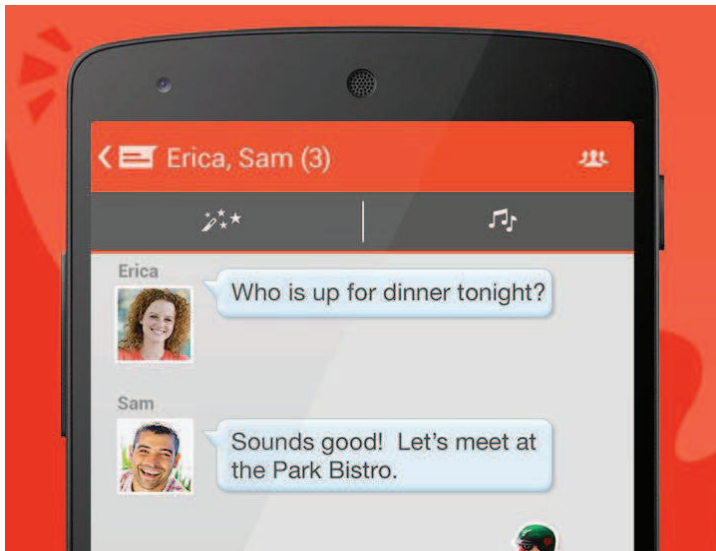 Erica, Sam (3)
Erica
Who is up for dinner tonight?
Sam
Sounds good!  Let's meet at
the Park Bistro.